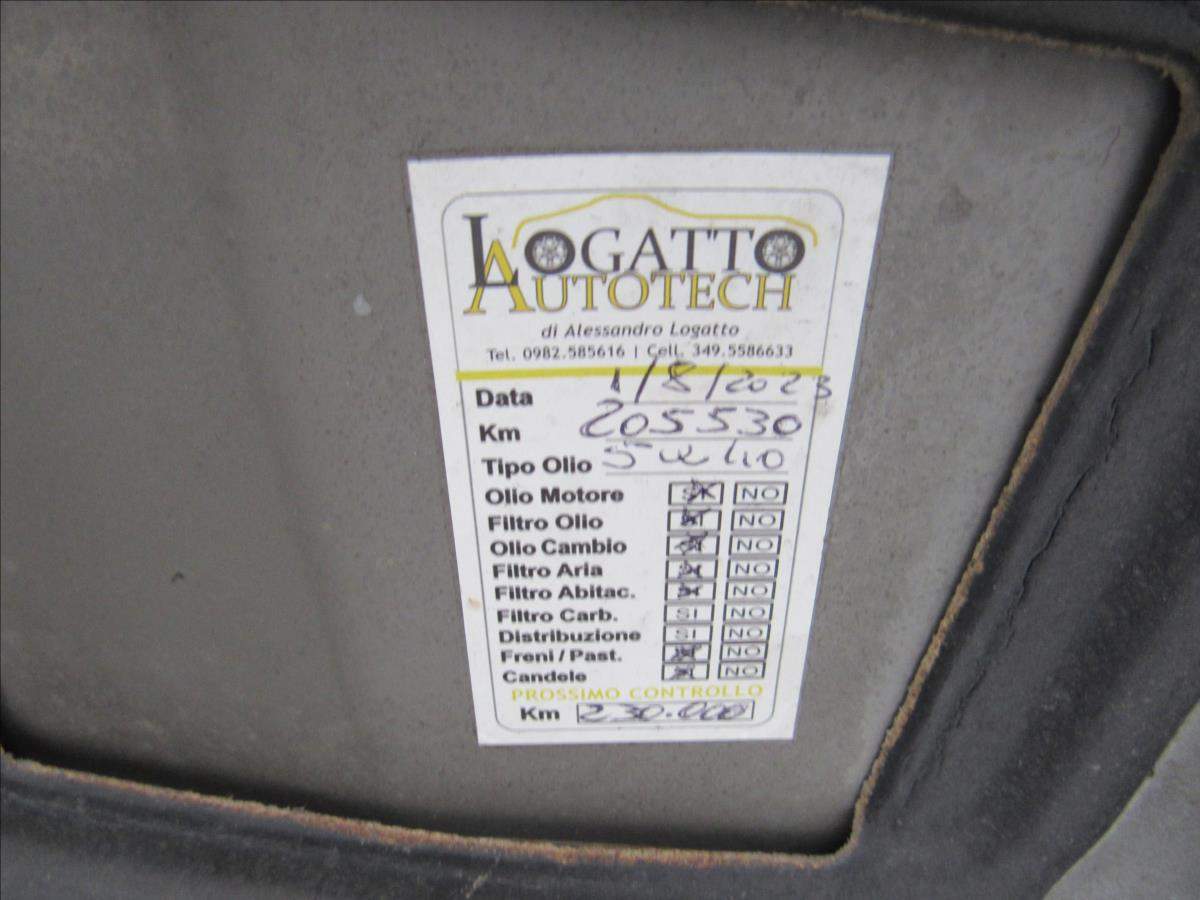 LOGATTO
AUTOTECH
di Alessandro Logatto
Tel. 0982.585616 | Cell. 349.5586633
Data 1/8/2023
Km 205530
Tipo Olio 5W40
Olio Motore SI NO
Filtro Olio SI NO
Olio Cambio SI NO
Filtro Aria SI NO
Filtro Abitac. SI NO
Filtro Carb. SI NO
Distribuzione SI NO
Freni/Past. SI NO
Candele SI NO
PROSSIMO CONTROLLO
Km 230.000